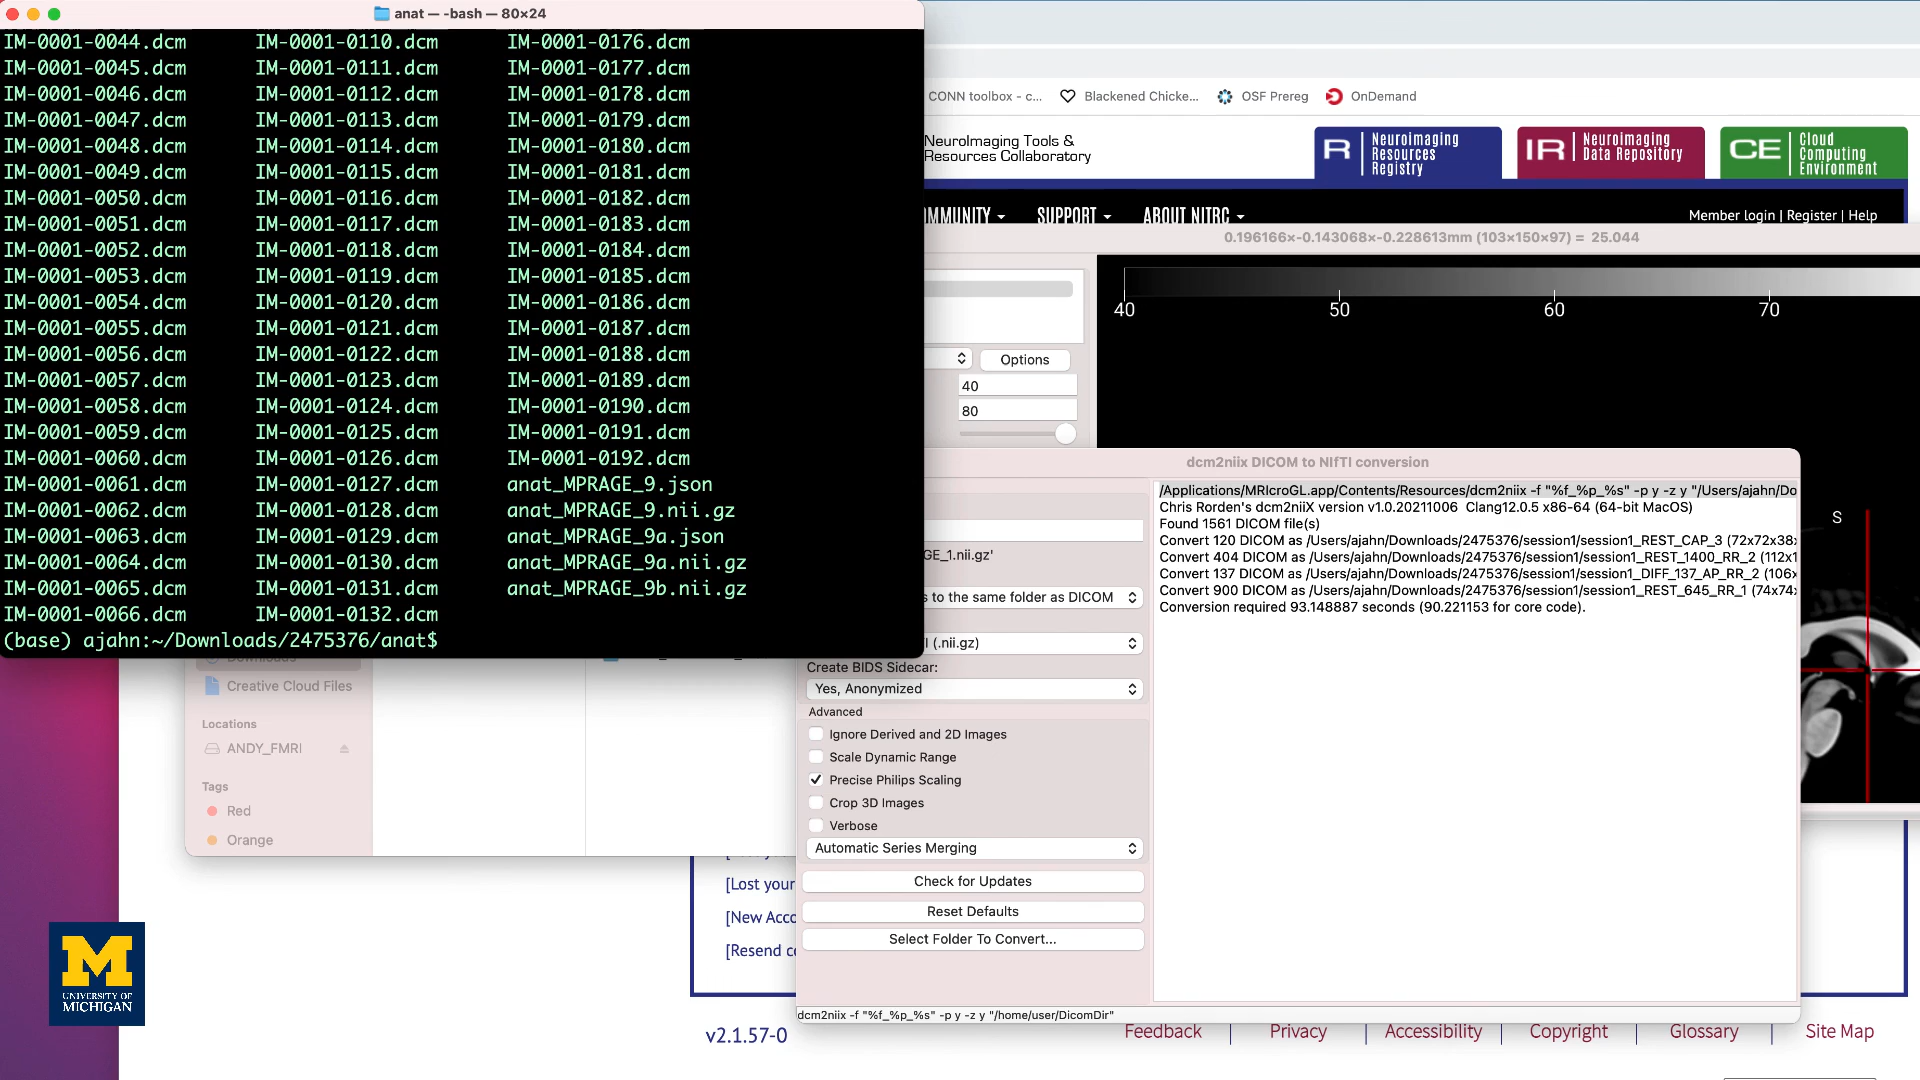 anat — -bash — 80×24
IM-0001-0044.dcm IM-0001-0110.dcm IM-0001-0176.dcm
IM-0001-0045.dcm IM-0001-0111.dcm IM-0001-0177.dcm
IM-0001-0046.dcm IM-0001-0112.dcm IM-0001-0178.dcm
IM-0001-0047.dcm IM-0001-0113.dcm IM-0001-0179.dcm
IM-0001-0048.dcm IM-0001-0114.dcm IM-0001-0180.dcm
IM-0001-0049.dcm IM-0001-0115.dcm IM-0001-0181.dcm
IM-0001-0050.dcm IM-0001-0116.dcm IM-0001-0182.dcm
IM-0001-0051.dcm IM-0001-0117.dcm IM-0001-0183.dcm
IM-0001-0052.dcm IM-0001-0118.dcm IM-0001-0184.dcm
IM-0001-0053.dcm IM-0001-0119.dcm IM-0001-0185.dcm
IM-0001-0054.dcm IM-0001-0120.dcm IM-0001-0186.dcm
IM-0001-0055.dcm IM-0001-0121.dcm IM-0001-0187.dcm
IM-0001-0056.dcm IM-0001-0122.dcm IM-0001-0188.dcm
IM-0001-0057.dcm IM-0001-0123.dcm IM-0001-0189.dcm
IM-0001-0058.dcm IM-0001-0124.dcm IM-0001-0190.dcm
IM-0001-0059.dcm IM-0001-0125.dcm IM-0001-0191.dcm
IM-0001-0060.dcm IM-0001-0126.dcm IM-0001-0192.dcm
IM-0001-0061.dcm IM-0001-0127.dcm anat_MPRAGE_9.json
IM-0001-0062.dcm IM-0001-0128.dcm anat_MPRAGE_9.nii.gz
IM-0001-0063.dcm IM-0001-0129.dcm anat_MPRAGE_9a.json
IM-0001-0064.dcm IM-0001-0130.dcm anat_MPRAGE_9a.nii.gz
IM-0001-0065.dcm IM-0001-0131.dcm anat_MPRAGE_9b.nii.gz
IM-0001-0066.dcm IM-0001-0132.dcm
(base) ajahn:~/Downloads/2475376/anat$
CONN toolbox - c... Blackened Chicke... OSF Prereg OnDemand
NeuroImaging Tools &
Resources Collaboratory
R Neuroimaging Resources Registry
IR Neuroimaging Data Repository
CE Cloud Computing Environment
OMMUNITY SUPPORT ABOUT NITRC
Member login | Register | Help
0.196166×-0.143068×-0.228613mm (103×150×97) = 25.044
40 50 60 70
Options
40
80
S
dcm2niix DICOM to NIfTI conversion
/Applications/MRIcroGL.app/Contents/Resources/dcm2niix -f "%f_%p_%s" -p y -z y "/Users/ajahn/Do
Chris Rorden's dcm2niiX version v1.0.20211006 Clang12.0.5 x86-64 (64-bit MacOS)
Found 1561 DICOM file(s)
Convert 120 DICOM as /Users/ajahn/Downloads/2475376/session1/session1_REST_CAP_3 (72x72x38x
Convert 404 DICOM as /Users/ajahn/Downloads/2475376/session1/session1_REST_1400_RR_2 (112x1
Convert 137 DICOM as /Users/ajahn/Downloads/2475376/session1/session1_DIFF_137_AP_RR_2 (106x
Convert 900 DICOM as /Users/ajahn/Downloads/2475376/session1/session1_REST_645_RR_1 (74x74x
Conversion required 93.148887 seconds (90.221153 for core code).
GE_1.nii.gz'
s to the same folder as DICOM
I (.nii.gz)
Create BIDS Sidecar:
Yes, Anonymized
Advanced
Ignore Derived and 2D Images
Scale Dynamic Range
Precise Philips Scaling
Crop 3D Images
Verbose
Automatic Series Merging
Check for Updates
Reset Defaults
Select Folder To Convert...
dcm2niix -f "%f_%p_%s" -p y -z y "/home/user/DicomDir"
Downloads
Creative Cloud Files
Locations
ANDY_FMRI
Tags
Red
Orange
[Lost your
[New Acco
[Resend co
M
UNIVERSITY OF
MICHIGAN
v2.1.57-0
Feedback | Privacy | Accessibility | Copyright | Glossary | Site Map